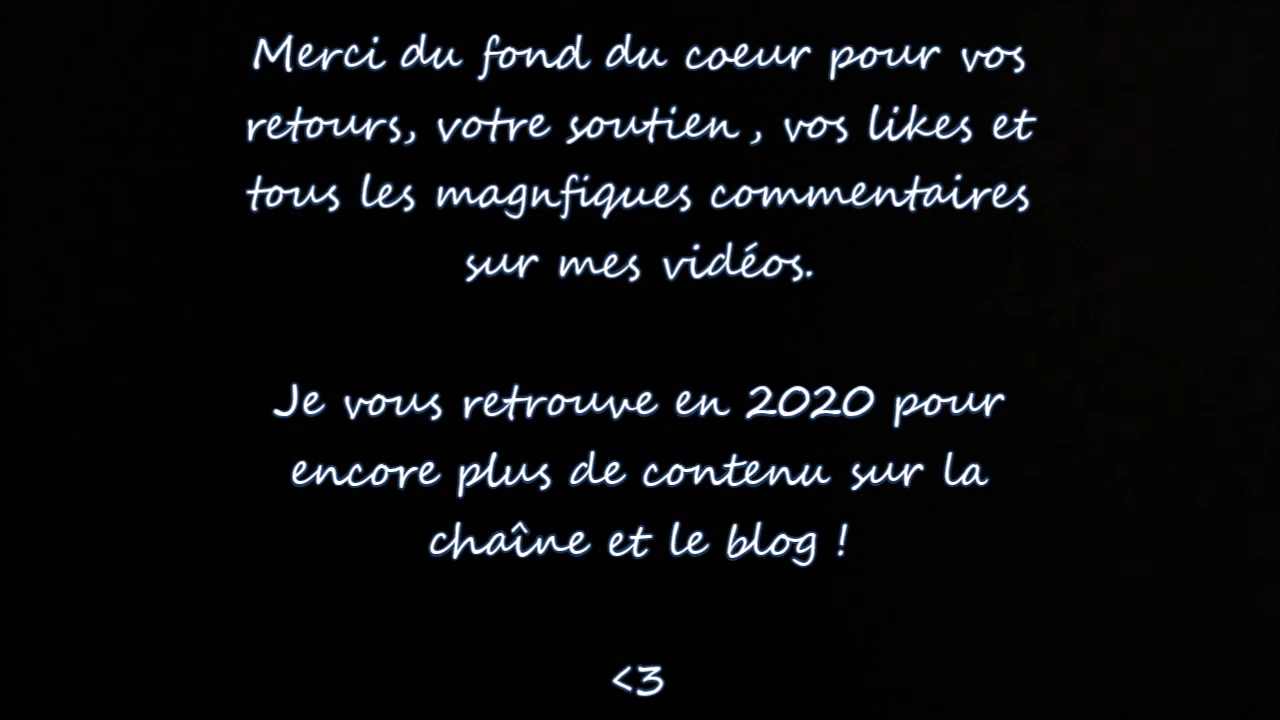 Merci du fond du coeur pour vos
retours, votre soutien , vos likes et
tous les magnfiques commentaires
sur mes vidéos.
Je vous retrouve en 2020 pour
encore plus de contenu sur la
chaîne et le blog !
<3